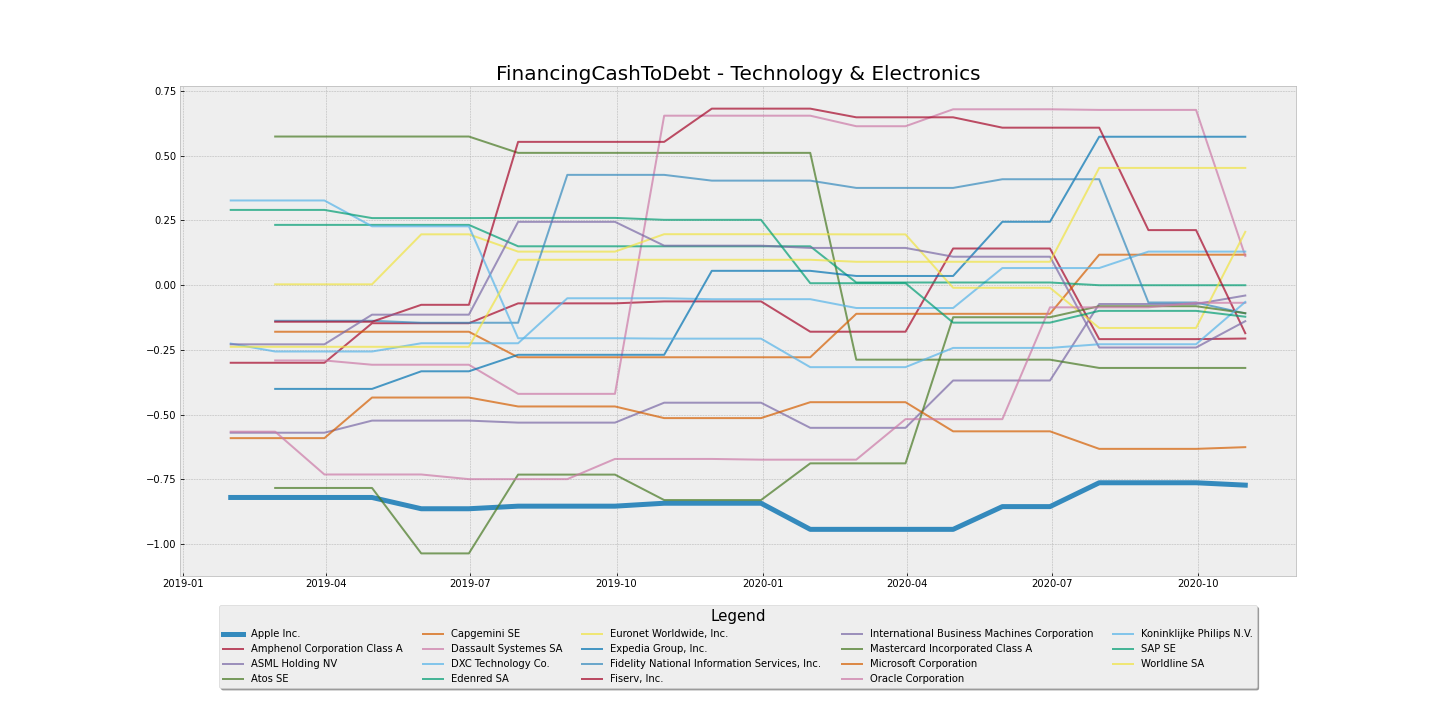 FinancingCashToDebt - Technology & Electronics
0.75
0.50
0.25
0.00
−0.25
−0.50
−0.75
−1.00
2019-01 2019-04 2019-07 2019-10 2020-01 2020-04 2020-07 2020-10
Legend
Apple Inc. Capgemini SE Euronet Worldwide, Inc. International Business Machines Corporation Koninklijke Philips N.V.
Amphenol Corporation Class A Dassault Systemes SA Expedia Group, Inc. Mastercard Incorporated Class A SAP SE
ASML Holding NV DXC Technology Co. Fidelity National Information Services, Inc. Microsoft Corporation Worldline SA
Atos SE Edenred SA Fiserv, Inc. Oracle Corporation